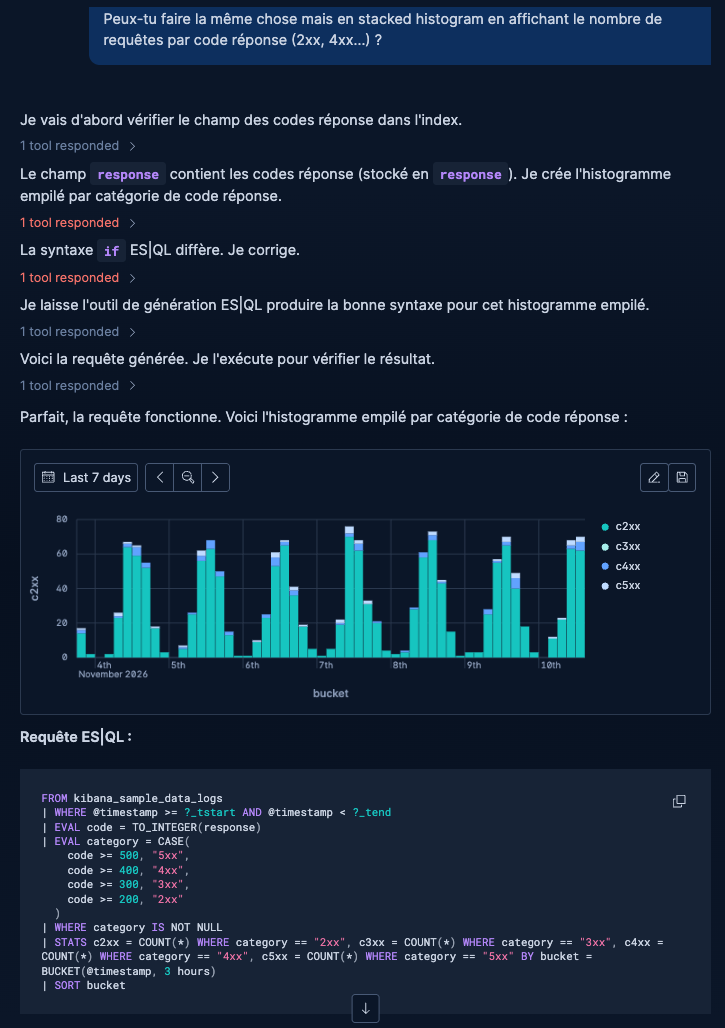 Peux-tu faire la même chose mais en stacked histogram en affichant le nombre de
requêtes par code réponse (2xx, 4xx...) ?
Je vais d'abord vérifier le champ des codes réponse dans l'index.
1 tool responded
Le champ response contient les codes réponse (stocké en response ). Je crée l'histogramme
empilé par catégorie de code réponse.
1 tool responded
La syntaxe if ES|QL diffère. Je corrige.
1 tool responded
Je laisse l'outil de génération ES|QL produire la bonne syntaxe pour cet histogramme empilé.
1 tool responded
Voici la requête générée. Je l'exécute pour vérifier le résultat.
1 tool responded
Parfait, la requête fonctionne. Voici l'histogramme empilé par catégorie de code réponse :
Last 7 days
80
60
40
20
0
c2xx
4th
5th
6th
7th
8th
9th
10th
November 2026
bucket
c2xx
c3xx
c4xx
c5xx
Requête ES|QL :
FROM kibana_sample_data_logs
| WHERE @timestamp >= ?_tstart AND @timestamp < ?_tend
| EVAL code = TO_INTEGER(response)
| EVAL category = CASE(
code >= 500, "5xx",
code >= 400, "4xx",
code >= 300, "3xx",
code >= 200, "2xx"
)
| WHERE category IS NOT NULL
| STATS c2xx = COUNT(*) WHERE category == "2xx", c3xx = COUNT(*) WHERE category == "3xx", c4xx =
COUNT(*) WHERE category == "4xx", c5xx = COUNT(*) WHERE category == "5xx" BY bucket =
BUCKET(@timestamp, 3 hours)
| SORT bucket